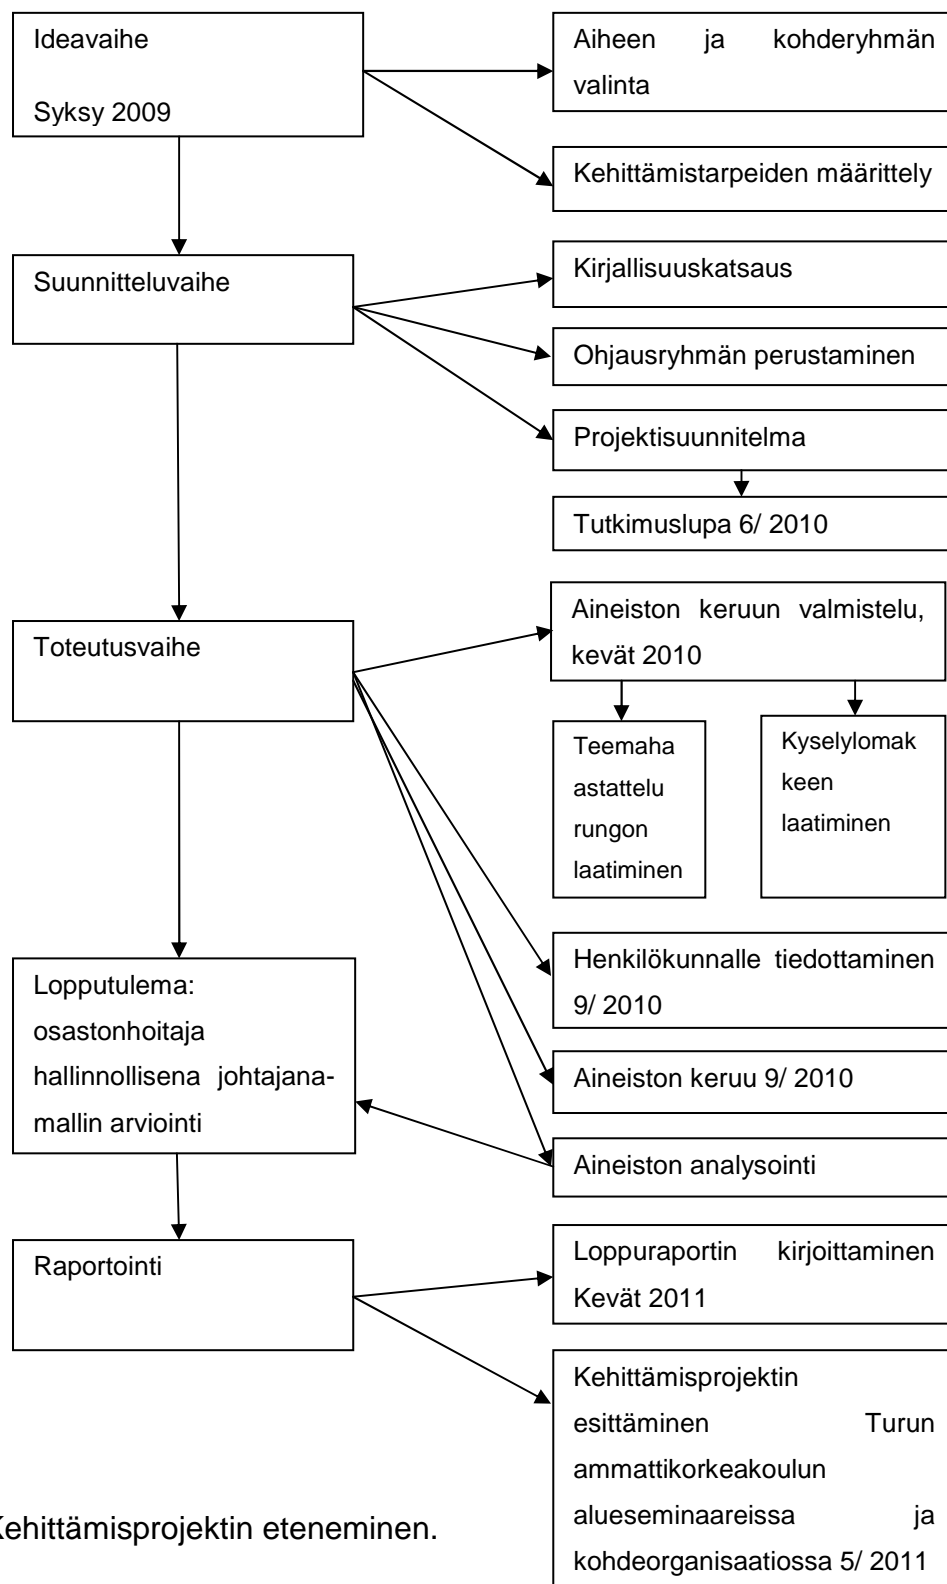 Ideavaihe
Syksy 2009
Aiheen ja kohderyhmän
valinta
Kehittämistarpeiden määrittely
Suunnitteluvaihe
Kirjallisuuskatsaus
Ohjausryhmän perustaminen
Projektisuunnitelma
Tutkimuslupa 6/ 2010
Toteutusvaihe
Aineiston keruun valmistelu,
kevät 2010
Teemaha
astattelu
rungon
laatiminen
Kyselylomak
keen
laatiminen
Henkilökunnalle tiedottaminen
9/ 2010
Aineiston keruu 9/ 2010
Aineiston analysointi
Lopputulema:
osastonhoitaja
hallinnollisena johtajana-
mallin arviointi
Raportointi
Loppuraportin kirjoittaminen
Kevät 2011
Kehittämisprojektin
esittäminen Turun
ammattikorkeakoulun
alueseminaareissa ja
kohdeorganisaatiossa 5/ 2011
Kehittämisprojektin eteneminen.